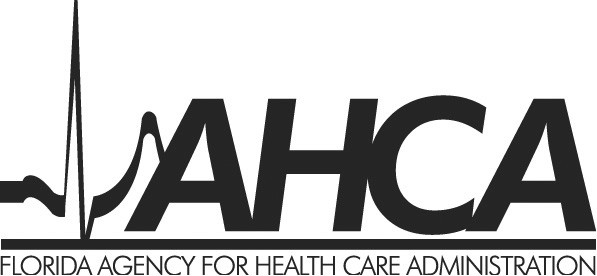 AHCA
FLORIDA AGENCY FOR HEALTH CARE ADMINISTRATION